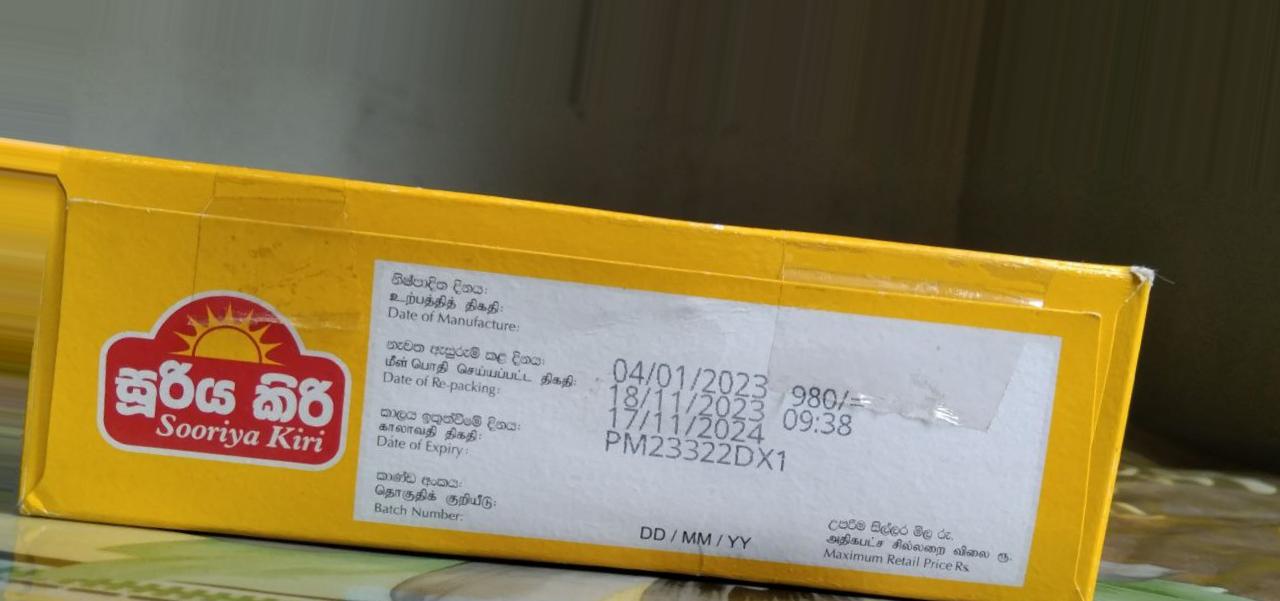 සූරිය කිරි
Sooriya Kiri
නිෂ්පාදිත දිනය:
உற்பத்தித் திகதி:
Date of Manufacture:
නැවත ඇසුරුම් කළ දිනය:
மீள் பொதி செய்யப்பட்ட திகதி:
Date of Re-packing:
කාලය ඉකුත්වීමේ දිනය:
காலாவதி திகதி:
Date of Expiry:
කාණ්ඩ අංකය:
தொகுதிக் குறியீடு:
Batch Number:
04/01/2023 980/=
18/11/2023 09:38
17/11/2024
PM23322DX1
DD / MM / YY
උපරිම සිල්ලර මිල රු.
அதிகபட்ச சில்லறை விலை ரூ.
Maximum Retail Price Rs.